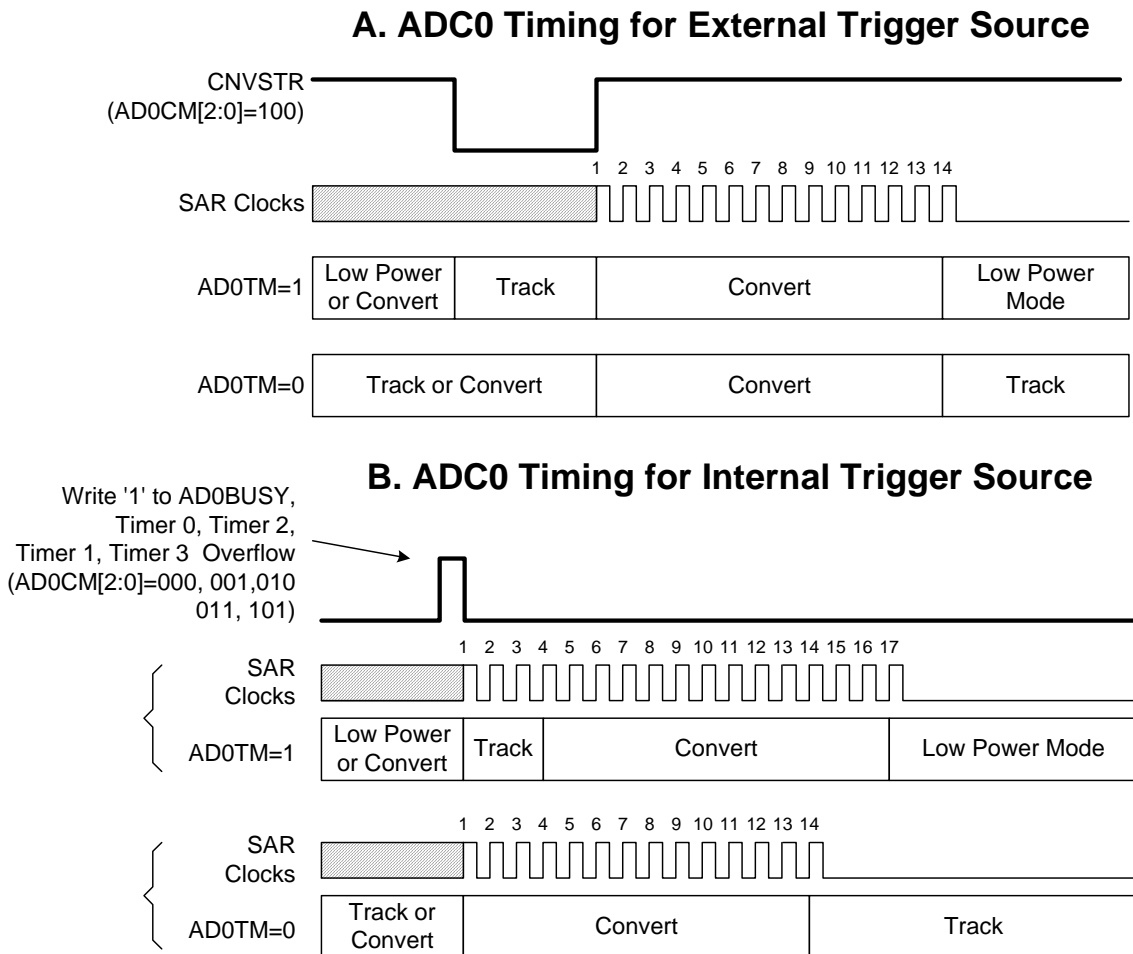 A. ADC0 Timing for External Trigger Source
CNVSTR
(AD0CM[2:0]=100)
1 2 3 4 5 6 7 8 9 10 11 12 13 14
SAR Clocks
AD0TM=1
Low Power
or Convert
Track
Convert
Low Power
Mode
AD0TM=0
Track or Convert
Convert
Track
B. ADC0 Timing for Internal Trigger Source
Write '1' to AD0BUSY,
Timer 0, Timer 2,
Timer 1, Timer 3 Overflow
(AD0CM[2:0]=000, 001,010
011, 101)
1 2 3 4 5 6 7 8 9 10 11 12 13 14 15 16 17
SAR
Clocks
AD0TM=1
Low Power
or Convert
Track
Convert
Low Power Mode
1 2 3 4 5 6 7 8 9 10 11 12 13 14
SAR
Clocks
AD0TM=0
Track or
Convert
Convert
Track